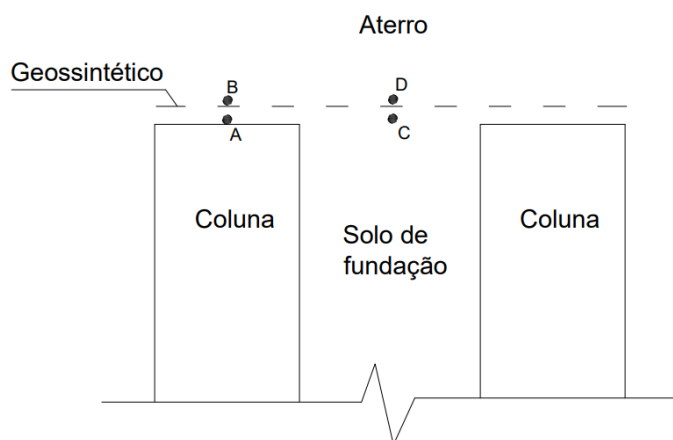 Aterro
Geossintético
B
D
A
C
Coluna
Solo de
fundação
Coluna